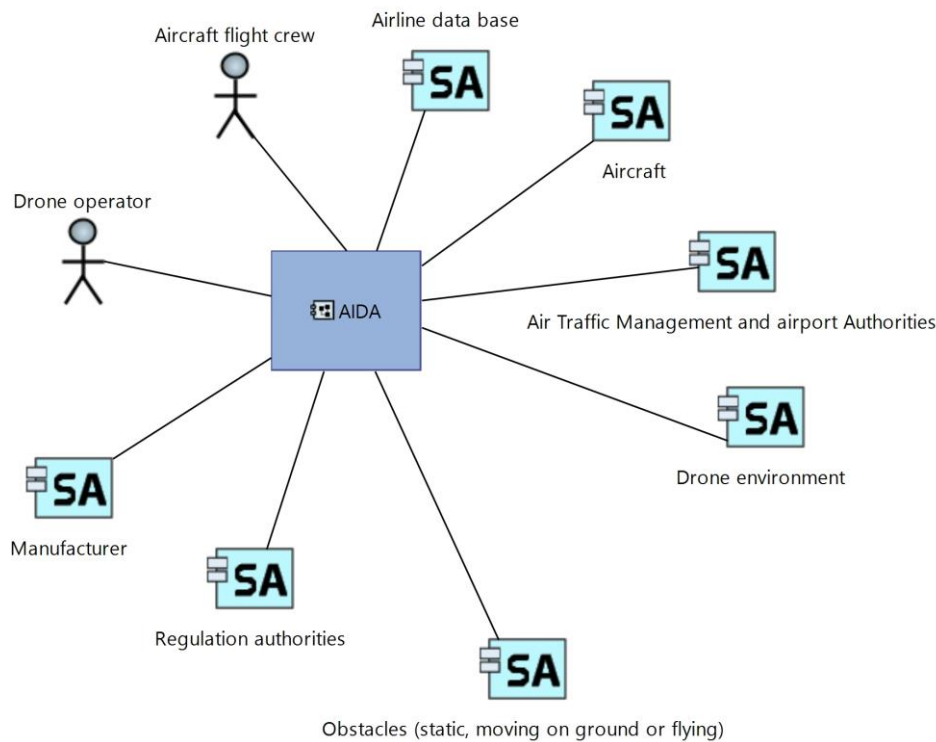 Airline data base
Aircraft flight crew
SA
SA
Aircraft
Drone operator
SA
AIDA
Air Traffic Management and airport Authorities
SA
Drone environment
SA
Manufacturer
SA
Regulation authorities
SA
Obstacles (static, moving on ground or flying)